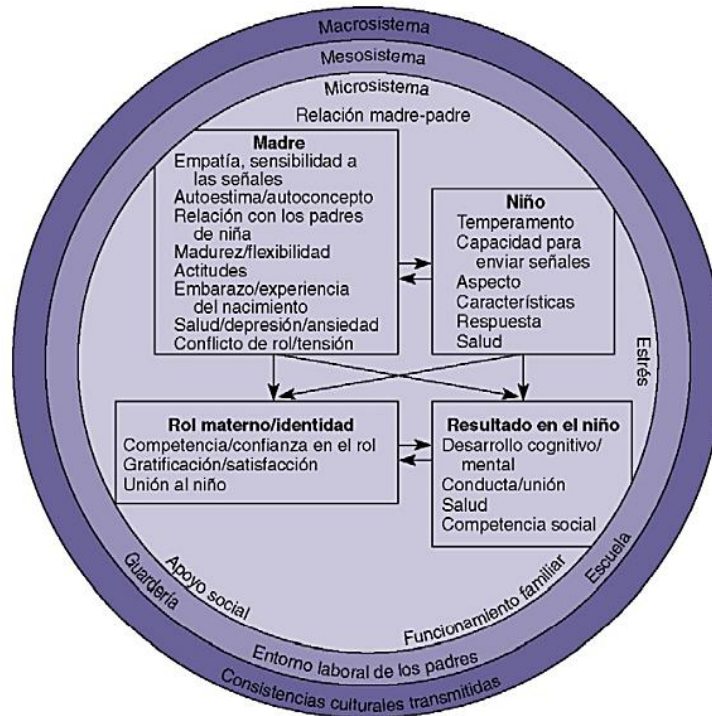 Macrosistema
Mesosistema
Microsistema
Relación madre-padre
Madre
Empatía, sensibilidad a
las señales
Autoestima/autoconcepto
Relación con los padres
de niña
Madurez/flexibilidad
Actitudes
Embarazo/experiencia
del nacimiento
Salud/depresión/ansiedad
Conflicto de rol/tensión
Niño
Temperamento
Capacidad para
enviar señales
Aspecto
Características
Respuesta
Salud
Rol materno/identidad
Competencia/confianza en el rol
Gratificación/satisfacción
Unión al niño
Resultado en el niño
Desarrollo cognitivo/
mental
Conducta/unión
Salud
Competencia social
Estrés
Apoyo social
Funcionamiento familiar
Guardería
Escuela
Entorno laboral de los padres
Consistencias culturales transmitidas